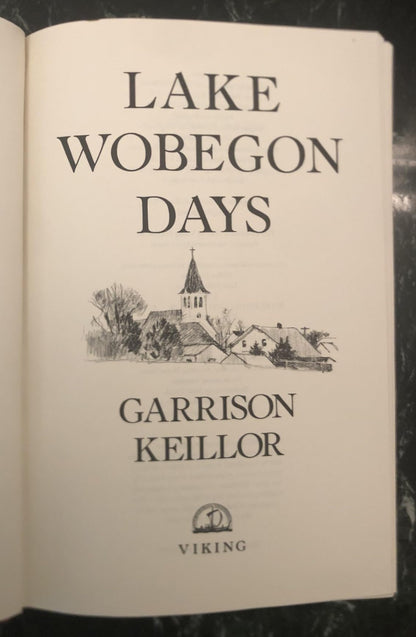 LAKE
WOBEGON
DAYS
GARRISON
KEILLOR
VIKING